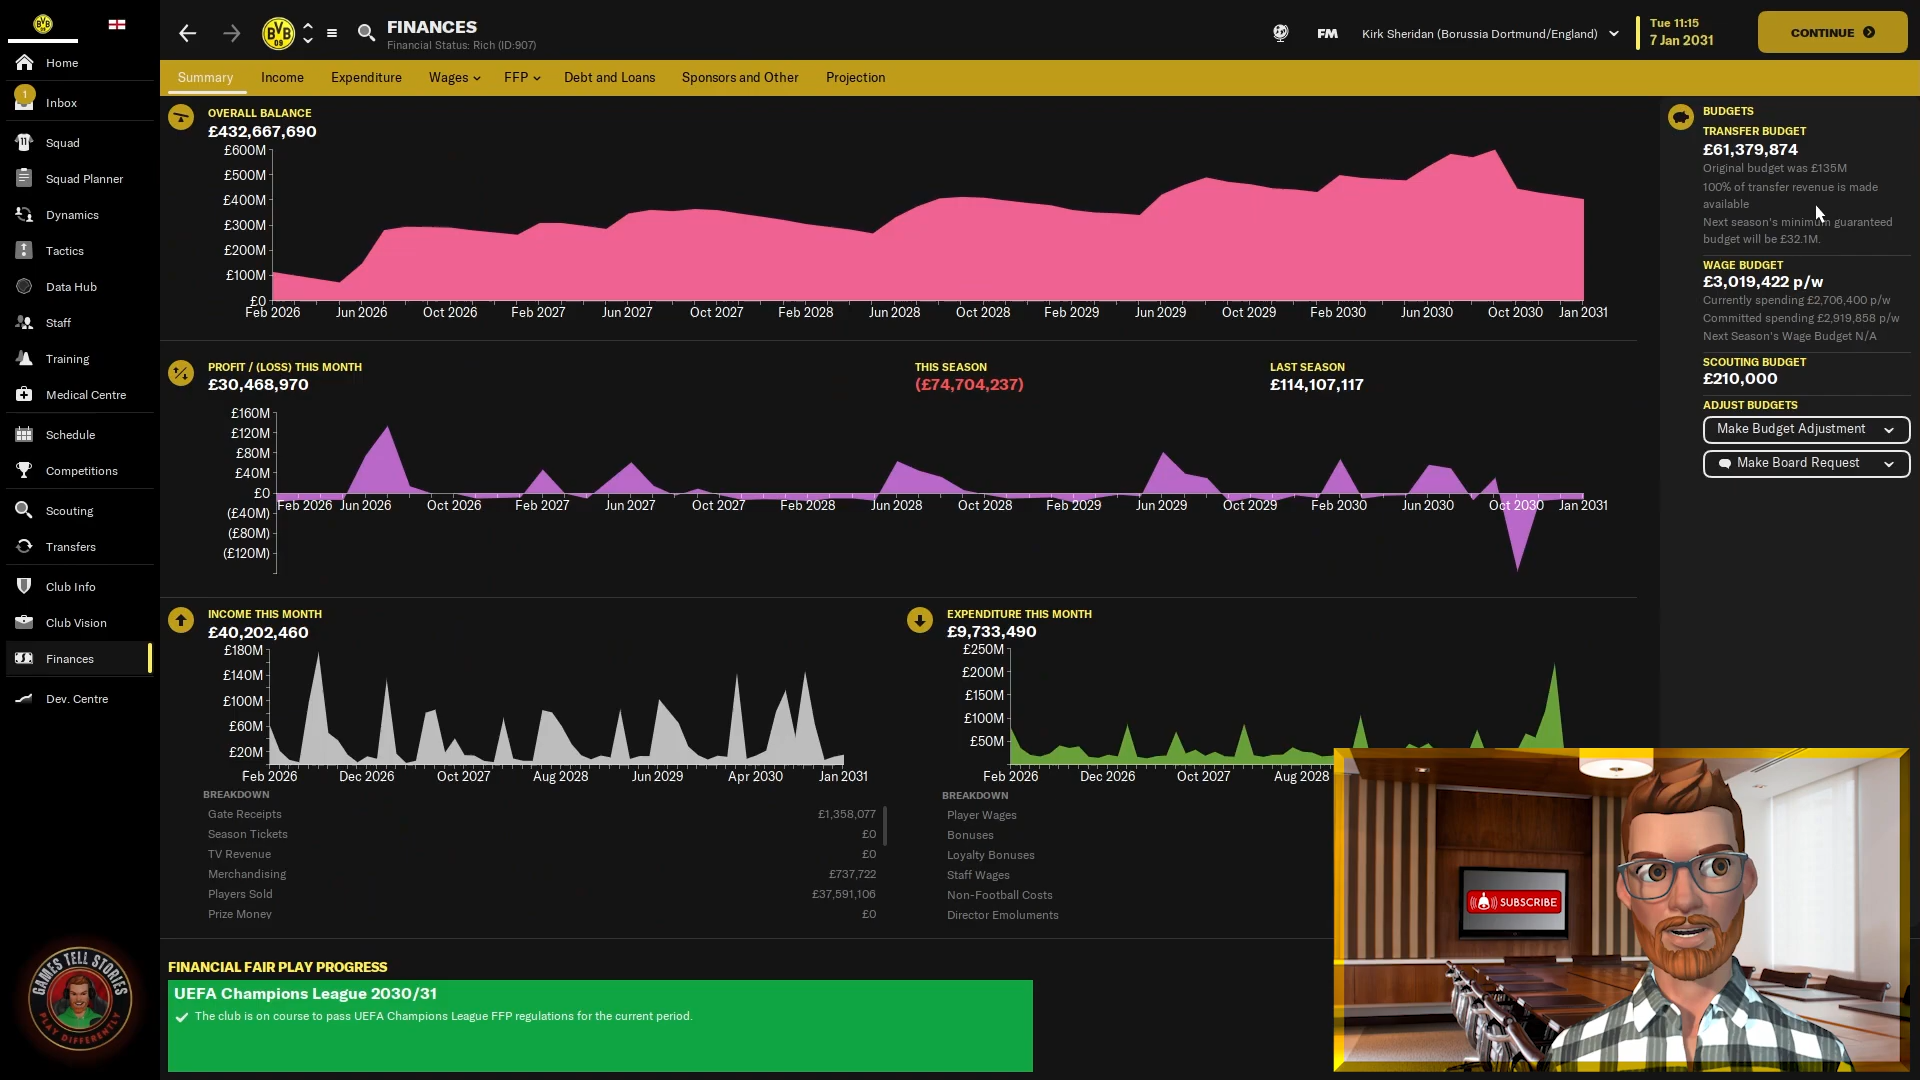 FINANCES
Financial Status: Rich (ID:907)
FM
Kirk Sheridan (Borussia Dortmund/England)
Tue 11:15
7 Jan 2031
CONTINUE
BVB
09
Home
1
Inbox
11
Squad
Squad Planner
Dynamics
Tactics
Data Hub
Staff
Training
Medical Centre
Schedule
Competitions
Scouting
Transfers
Club Info
Club Vision
Finances
Dev. Centre
GAMES TELL STORIES
PLAY DIFFERENTLY
Summary
Income
Expenditure
Wages
FFP
Debt and Loans
Sponsors and Other
Projection
OVERALL BALANCE
£432,667,690
£600M
£500M
£400M
£300M
£200M
£100M
£0
Feb 2026 Jun 2026 Oct 2026 Feb 2027 Jun 2027 Oct 2027 Feb 2028 Jun 2028 Oct 2028 Feb 2029 Jun 2029 Oct 2029 Feb 2030 Jun 2030 Oct 2030 Jan 2031
PROFIT / (LOSS) THIS MONTH
£30,468,970
THIS SEASON
(£74,704,237)
LAST SEASON
£114,107,117
£160M
£120M
£80M
£40M
£0
(£40M)
(£80M)
(£120M)
Feb 2026 Jun 2026 Oct 2026 Feb 2027 Jun 2027 Oct 2027 Feb 2028 Jun 2028 Oct 2028 Feb 2029 Jun 2029 Oct 2029 Feb 2030 Jun 2030 Oct 2030 Jan 2031
INCOME THIS MONTH
£40,202,460
£180M
£140M
£100M
£60M
£20M
Feb 2026 Dec 2026 Oct 2027 Aug 2028 Jun 2029 Apr 2030 Jan 2031
BREAKDOWN
Gate Receipts £1,358,077
Season Tickets £0
TV Revenue £0
Merchandising £737,722
Players Sold £37,591,106
Prize Money £0
EXPENDITURE THIS MONTH
£9,733,490
£250M
£200M
£150M
£100M
£50M
Feb 2026 Dec 2026 Oct 2027 Aug 2028
BREAKDOWN
Player Wages
Bonuses
Loyalty Bonuses
Staff Wages
Non-Football Costs
Director Emoluments
FINANCIAL FAIR PLAY PROGRESS
UEFA Champions League 2030/31
The club is on course to pass UEFA Champions League FFP regulations for the current period.
BUDGETS
TRANSFER BUDGET
£61,379,874
Original budget was £135M
100% of transfer revenue is made
available
Next season's minimum guaranteed
budget will be £32.1M.
WAGE BUDGET
£3,019,422 p/w
Currently spending £2,706,400 p/w
Committed spending £2,919,858 p/w
Next Season's Wage Budget N/A
SCOUTING BUDGET
£210,000
ADJUST BUDGETS
Make Budget Adjustment
Make Board Request
SUBSCRIBE